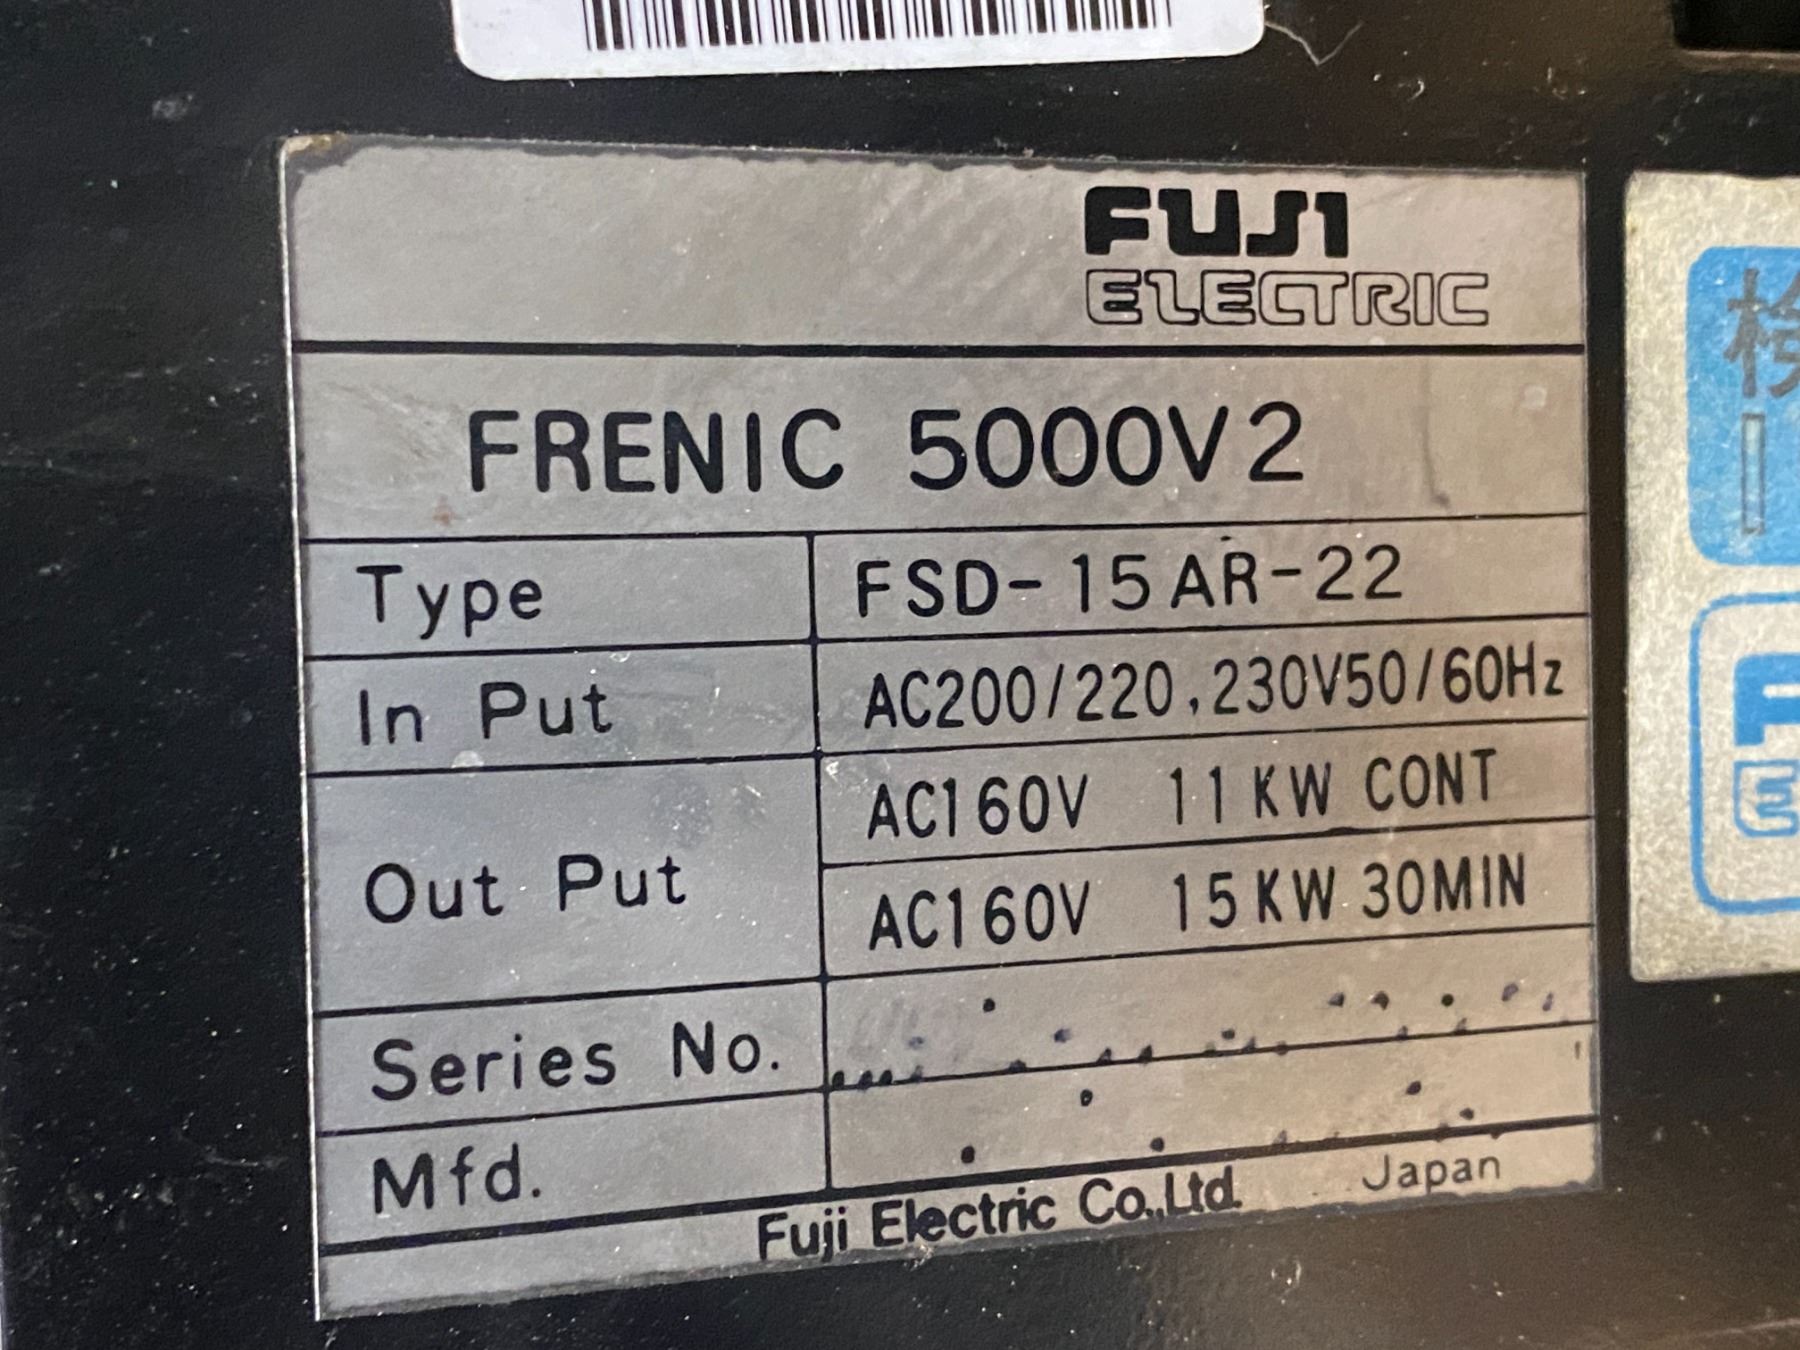 FUJI
ELECTRIC
FRENIC 5000V2
Type FSD-15AR-22
In Put AC200/220,230V50/60Hz
Out Put AC160V 11KW CONT
AC160V 15KW 30MIN
Series No.
Mfd.
Fuji Electric Co.,Ltd. Japan
検